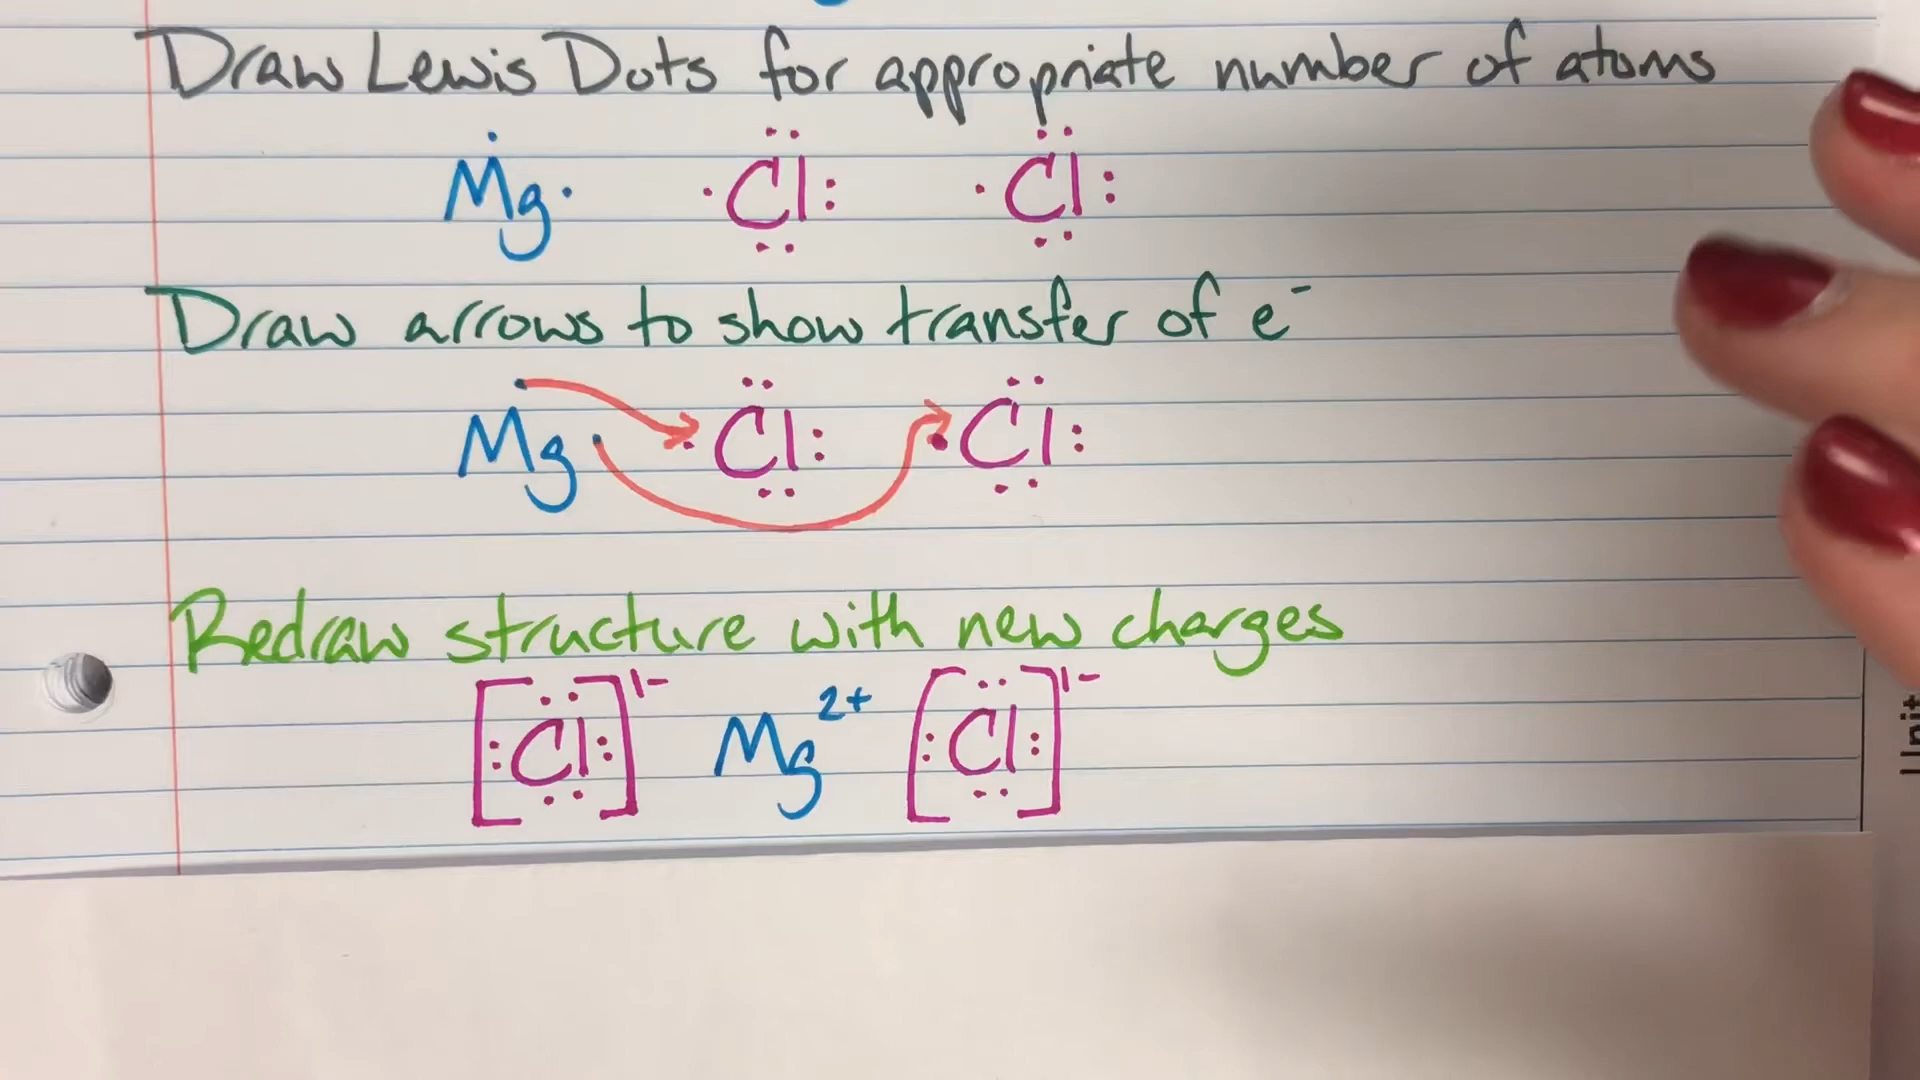 Draw Lewis Dots for appropriate number of atoms
Mg Cl Cl
Draw arrows to show transfer of e⁻
Mg Cl Cl
Redraw structure with new charges
[Cl]¹⁻ Mg²⁺ [Cl]¹⁻
Unit